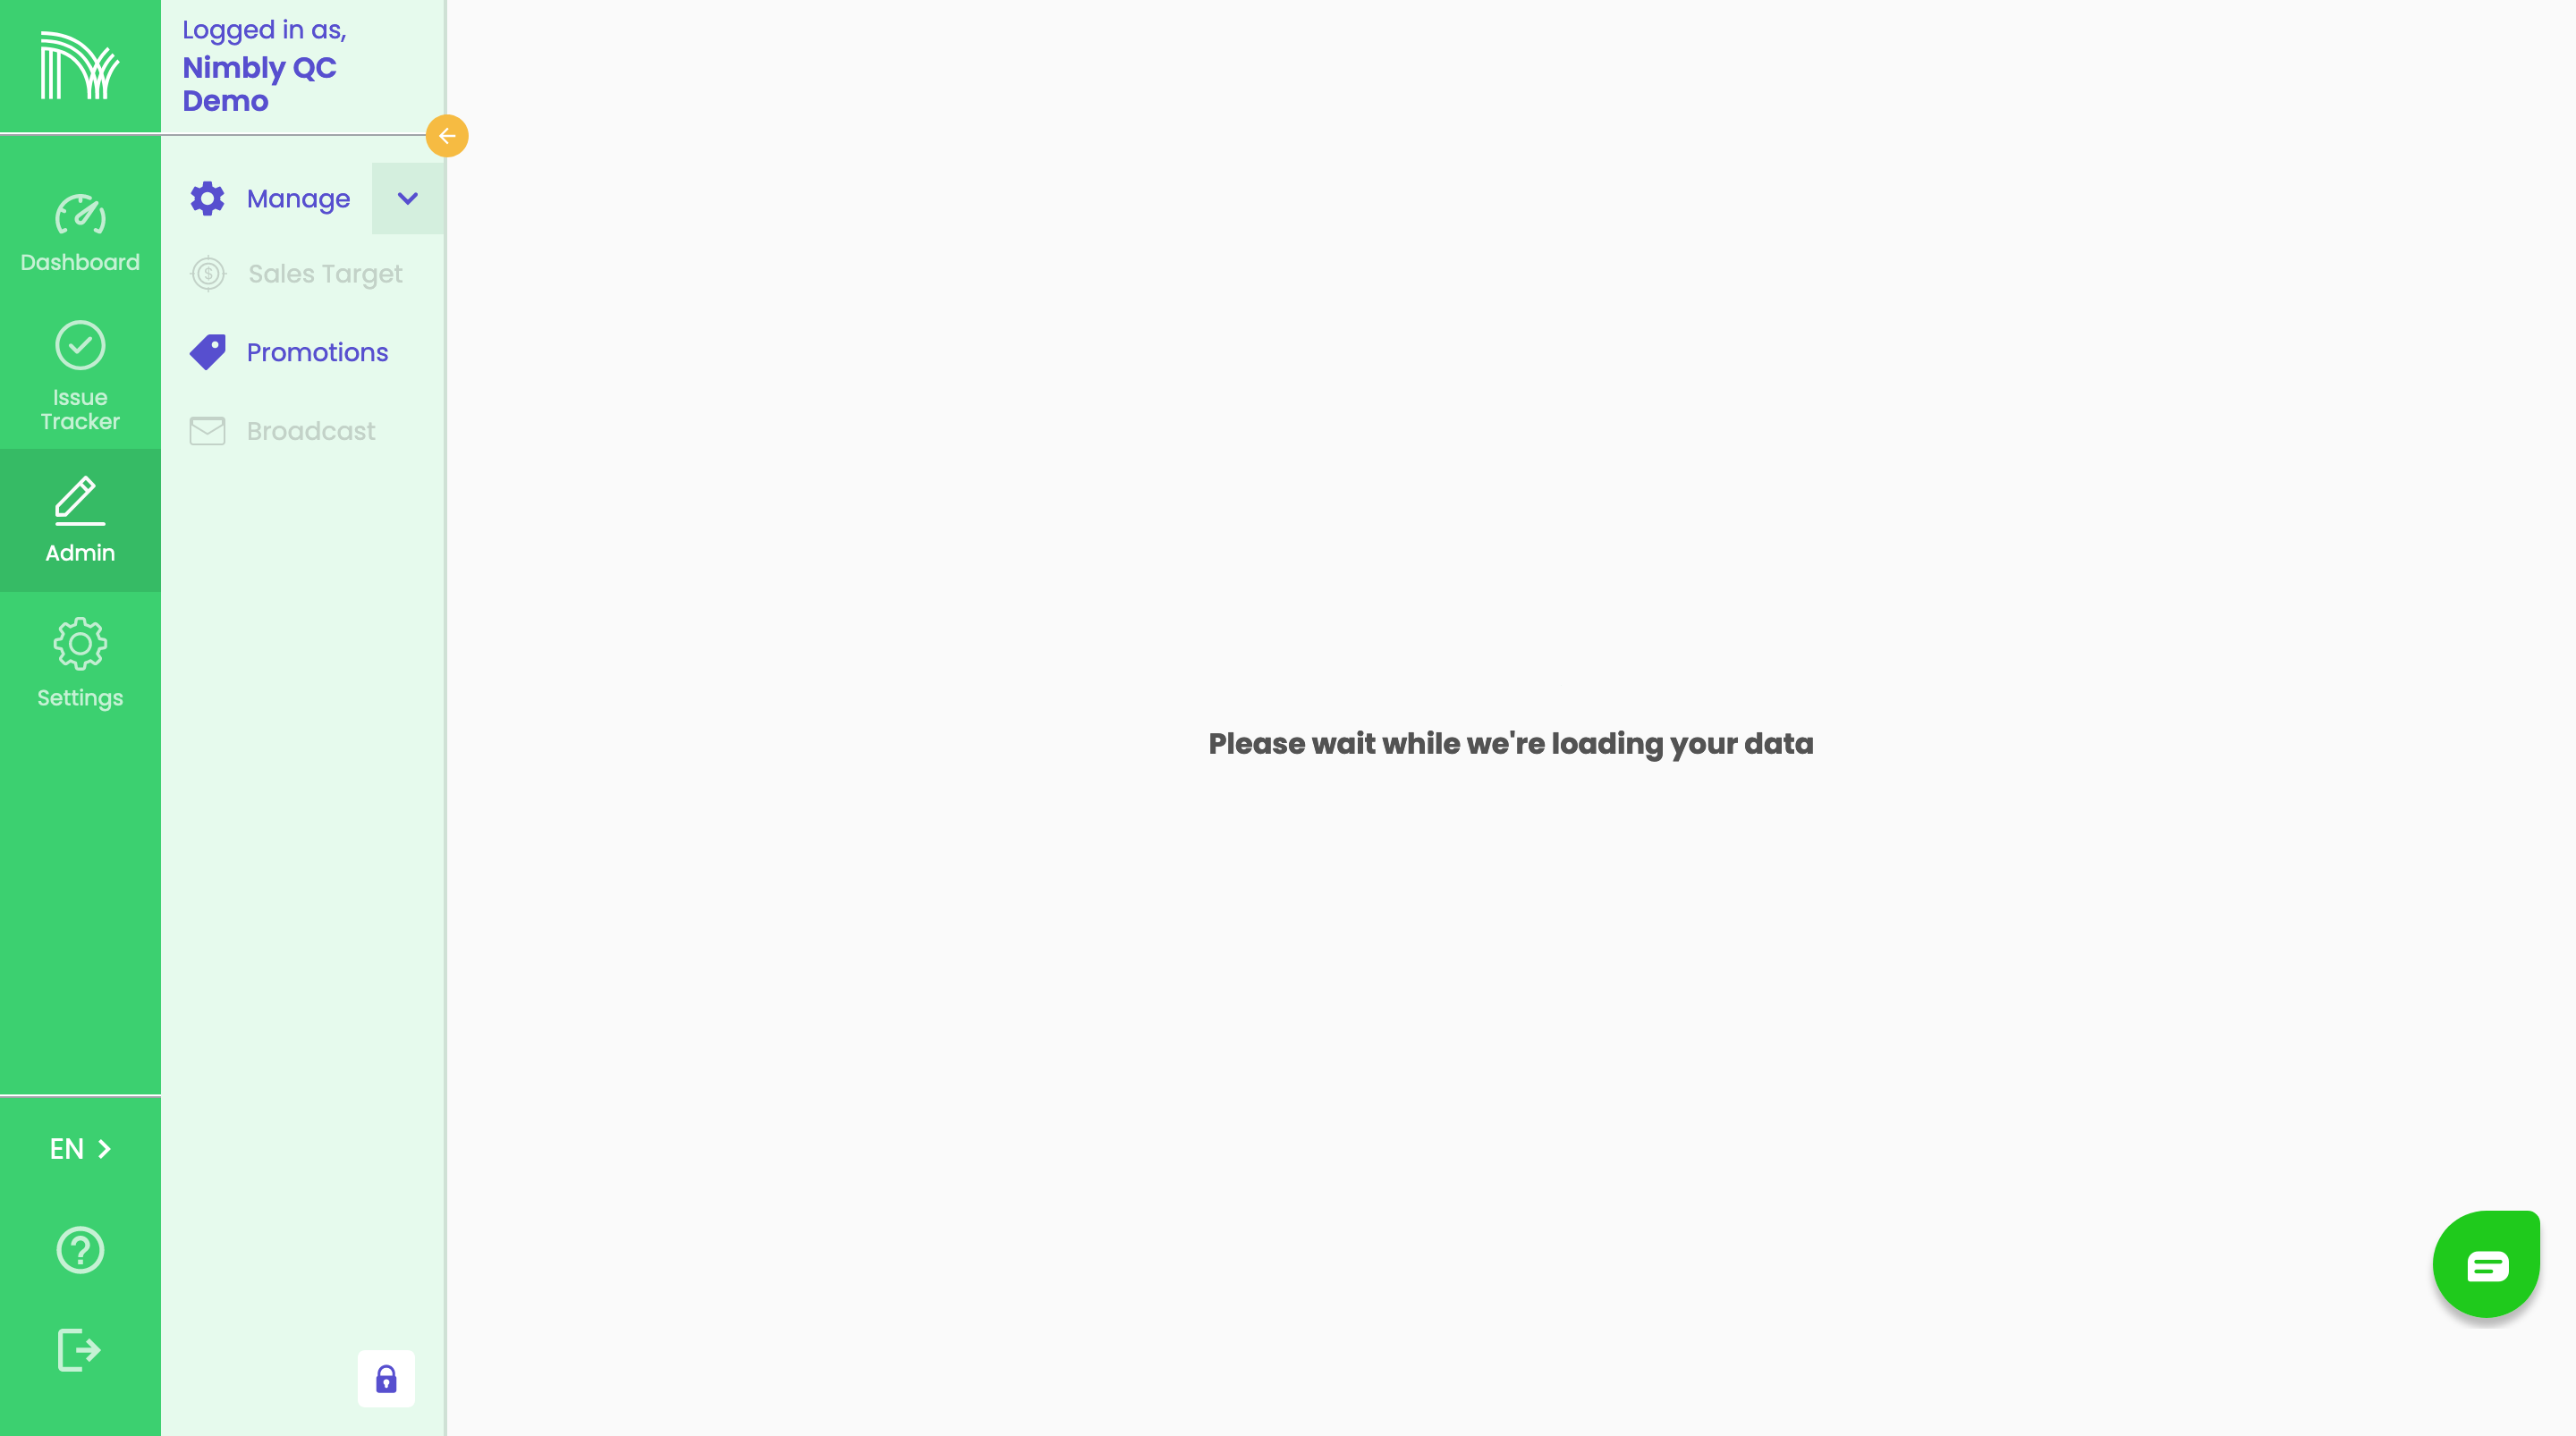 Logged in as,
Nimbly QC
Demo
Dashboard
Issue
Tracker
Admin
Settings
EN
Manage
Sales Target
Promotions
Broadcast
Please wait while we're loading your data